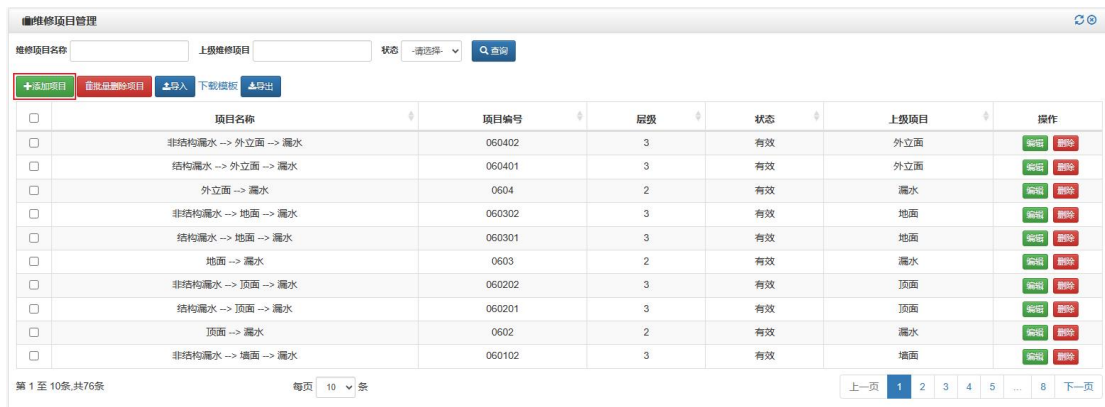 维修项目管理
维修项目名称 上级维修项目 状态 -请选择- 查询
添加项目 批量删除项目 导入 下载模板 导出
项目名称 项目编号 层级 状态 上级项目 操作
非结构漏水 --> 外立面 --> 漏水 060402 3 有效 外立面 编辑 删除
结构漏水 --> 外立面 --> 漏水 060401 3 有效 外立面 编辑 删除
外立面 --> 漏水 0604 2 有效 漏水 编辑 删除
非结构漏水 --> 地面 --> 漏水 060302 3 有效 地面 编辑 删除
结构漏水 --> 地面 --> 漏水 060301 3 有效 地面 编辑 删除
地面 --> 漏水 0603 2 有效 漏水 编辑 删除
非结构漏水 --> 顶面 --> 漏水 060202 3 有效 顶面 编辑 删除
结构漏水 --> 顶面 --> 漏水 060201 3 有效 顶面 编辑 删除
顶面 --> 漏水 0602 2 有效 漏水 编辑 删除
非结构漏水 --> 墙面 --> 漏水 060102 3 有效 墙面 编辑 删除
第 1 至 10条,共76条 每页 10 条 上一页 1 2 3 4 5 ... 8 下一页